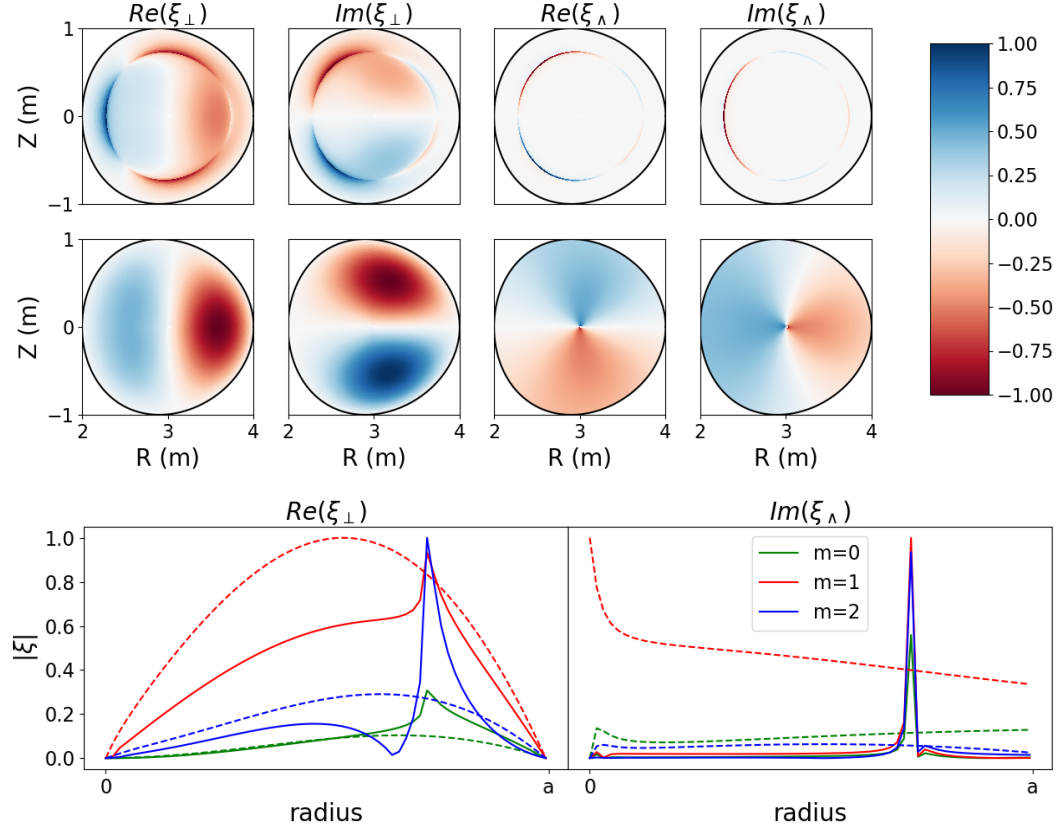 Re(ξ⊥) Im(ξ⊥) Re(ξ∧) Im(ξ∧)
1
0
−1
Z (m)
1
0
−1
Z (m)
2 3 4 2 3 4 2 3 4 2 3 4
R (m) R (m) R (m) R (m)
1.00
0.75
0.50
0.25
0.00
−0.25
−0.50
−0.75
−1.00
Re(ξ⊥) Im(ξ∧)
1.0
0.8
0.6
0.4
0.2
0.0
|ξ|
m=0
m=1
m=2
0 a 0 a
radius radius